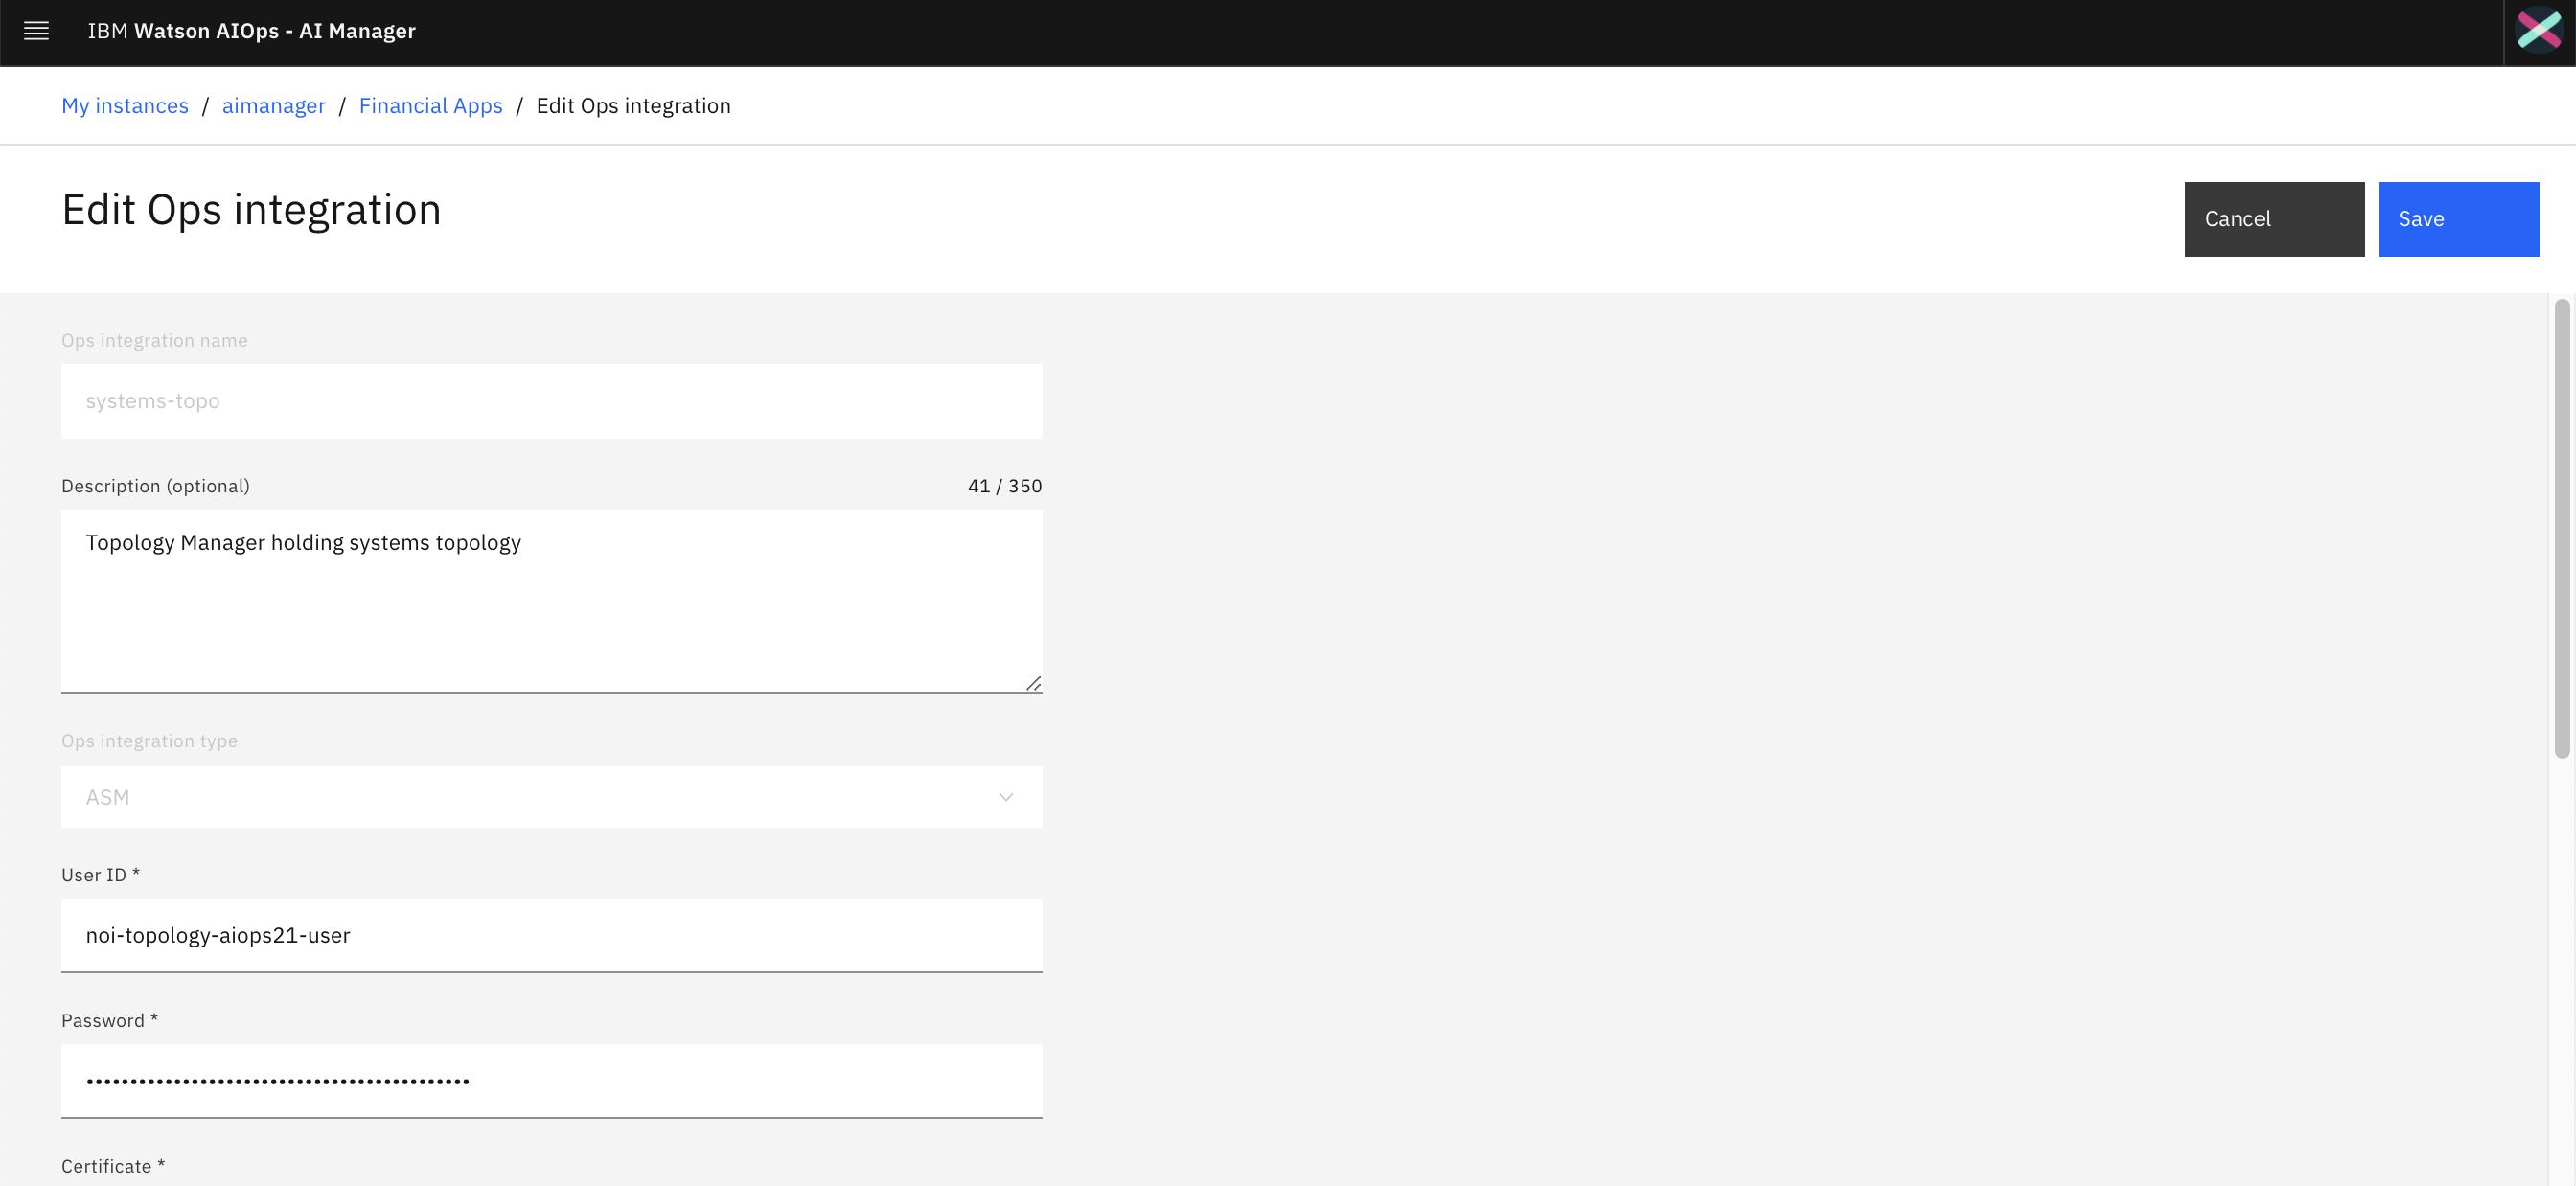 IBM Watson AIOps - AI Manager
My instances / aimanager / Financial Apps / Edit Ops integration
Edit Ops integration
Cancel
Save
Ops integration name
systems-topo
Description (optional)
41 / 350
Topology Manager holding systems topology
Ops integration type
ASM
User ID *
noi-topology-aiops21-user
Password *
••••••••••••••••••••••••••••••••••••••••••••
Certificate *